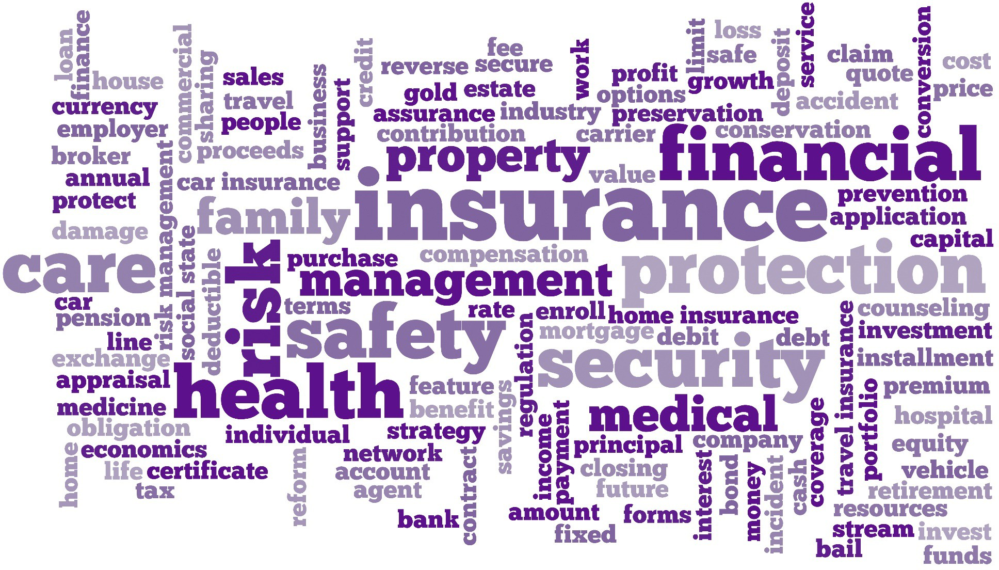 loan
finance
house
commercial
sharing
sales
travel
people
business
support
credit
fee
reverse
secure
work
limit
loss
safe
deposit
service
claim
quote
conversion
cost
price
profit
growth
gold
estate
options
accident
currency
employer
assurance
industry
preservation
contribution
carrier
conservation
broker
proceeds
property
financial
annual
risk management
car insurance
value
insurance
prevention
protect
family
application
damage
social state
capital
care
deductible
risk
purchase
compensation
management
protection
car
pension
terms
safety
rate
enroll
home insurance
counseling
line
regulation
mortgage
debit
debt
travel insurance
investment
exchange
security
installment
appraisal
health
feature
savings
portfolio
premium
medicine
benefit
income
payment
medical
coverage
hospital
obligation
individual
strategy
principal
company
equity
home
economics
network
interest
bond
money
incident
cash
vehicle
life
certificate
reform
account
contract
closing
tax
agent
future
retirement
bank
amount
forms
resources
fixed
stream
invest
bail
funds